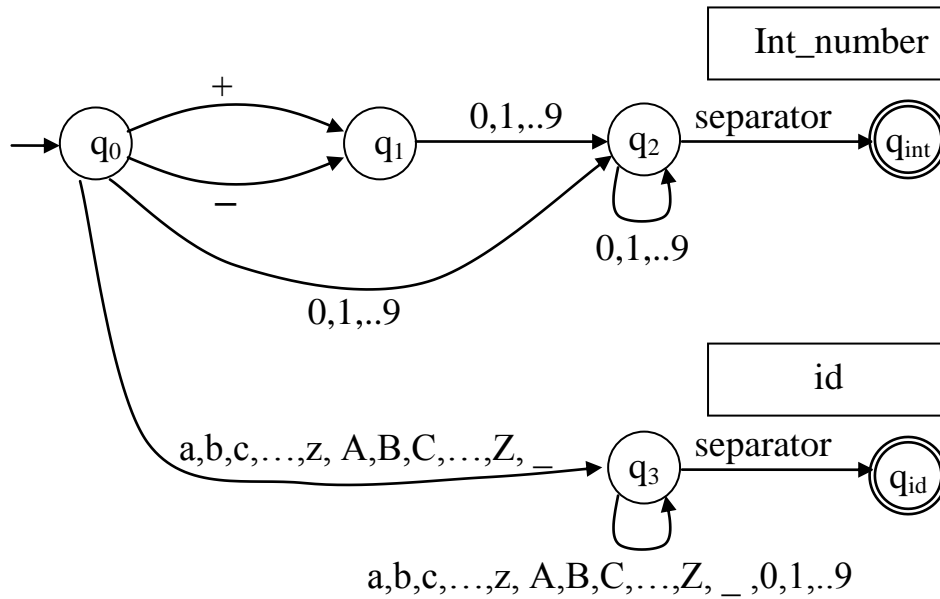 Int_number
+
0,1,..9
separator
q0
q1
q2
qint
−
0,1,..9
0,1,..9
id
a,b,c,…,z, A,B,C,…,Z, _
separator
q3
qid
a,b,c,…,z, A,B,C,…,Z, _ ,0,1,..9